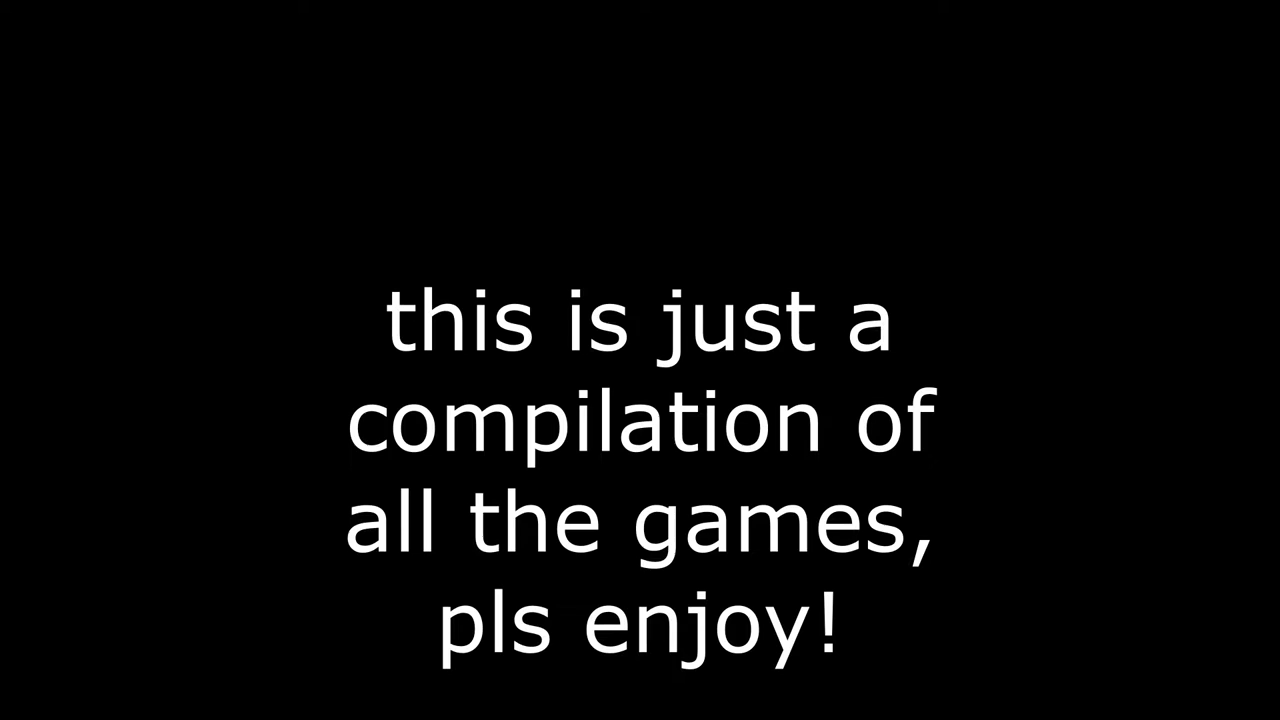 this is just a
compilation of
all the games,
pls enjoy!